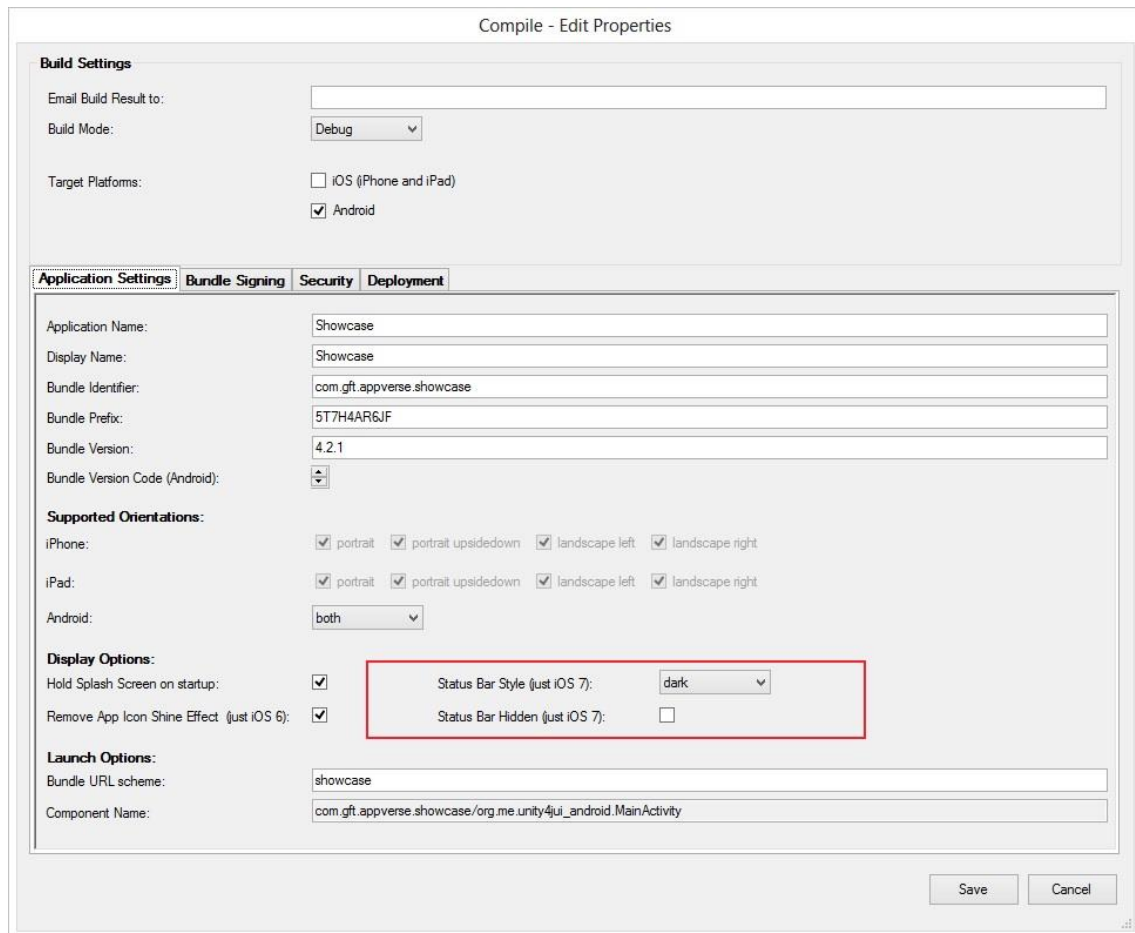 Compile - Edit Properties
Build Settings
Email Build Result to:
Build Mode: Debug
Target Platforms: iOS (iPhone and iPad)
Android
Application Settings Bundle Signing Security Deployment
Application Name: Showcase
Display Name: Showcase
Bundle Identifier: com.gft.appverse.showcase
Bundle Prefix: 5T7H4AR6JF
Bundle Version: 4.2.1
Bundle Version Code (Android):
Supported Orientations:
iPhone: portrait portrait upsidedown landscape left landscape right
iPad: portrait portrait upsidedown landscape left landscape right
Android: both
Display Options:
Hold Splash Screen on startup: Status Bar Style (just iOS 7): dark
Remove App Icon Shine Effect (just iOS 6): Status Bar Hidden (just iOS 7):
Launch Options:
Bundle URL scheme: showcase
Component Name: com.gft.appverse.showcase/org.me.unity4jui_android.MainActivity
Save Cancel